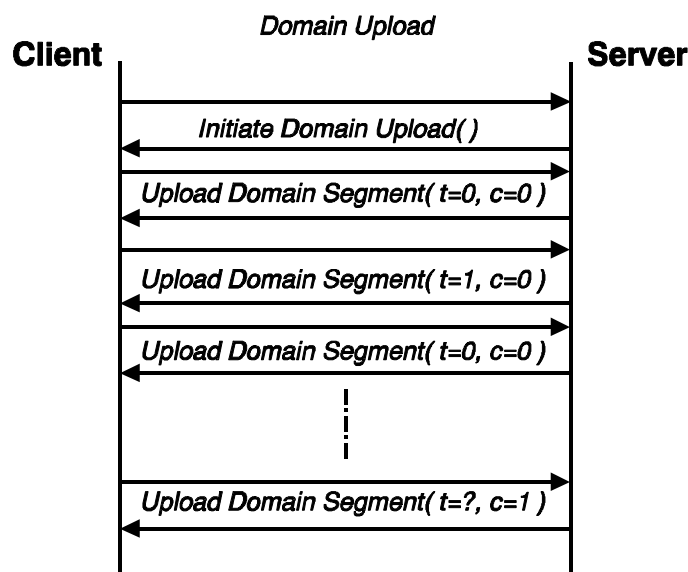 Domain Upload
Client
Server
Initiate Domain Upload( )
Upload Domain Segment( t=0, c=0 )
Upload Domain Segment( t=1, c=0 )
Upload Domain Segment( t=0, c=0 )
Upload Domain Segment( t=?, c=1 )